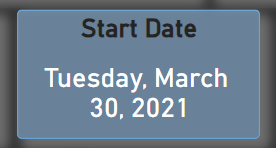 Start Date
Tuesday, March
30, 2021